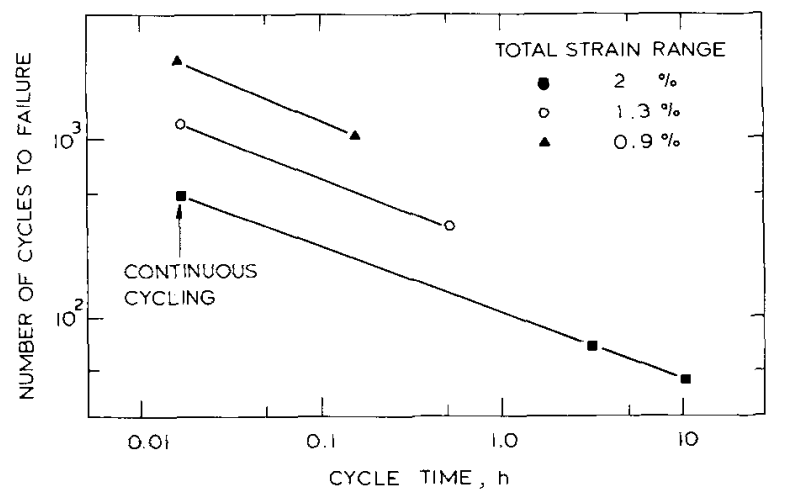 TOTAL STRAIN RANGE
2 %
1.3 %
0.9 %
10³
10²
CONTINUOUS
CYCLING
NUMBER OF CYCLES TO FAILURE
0.01 0.1 1.0 10
CYCLE TIME, h